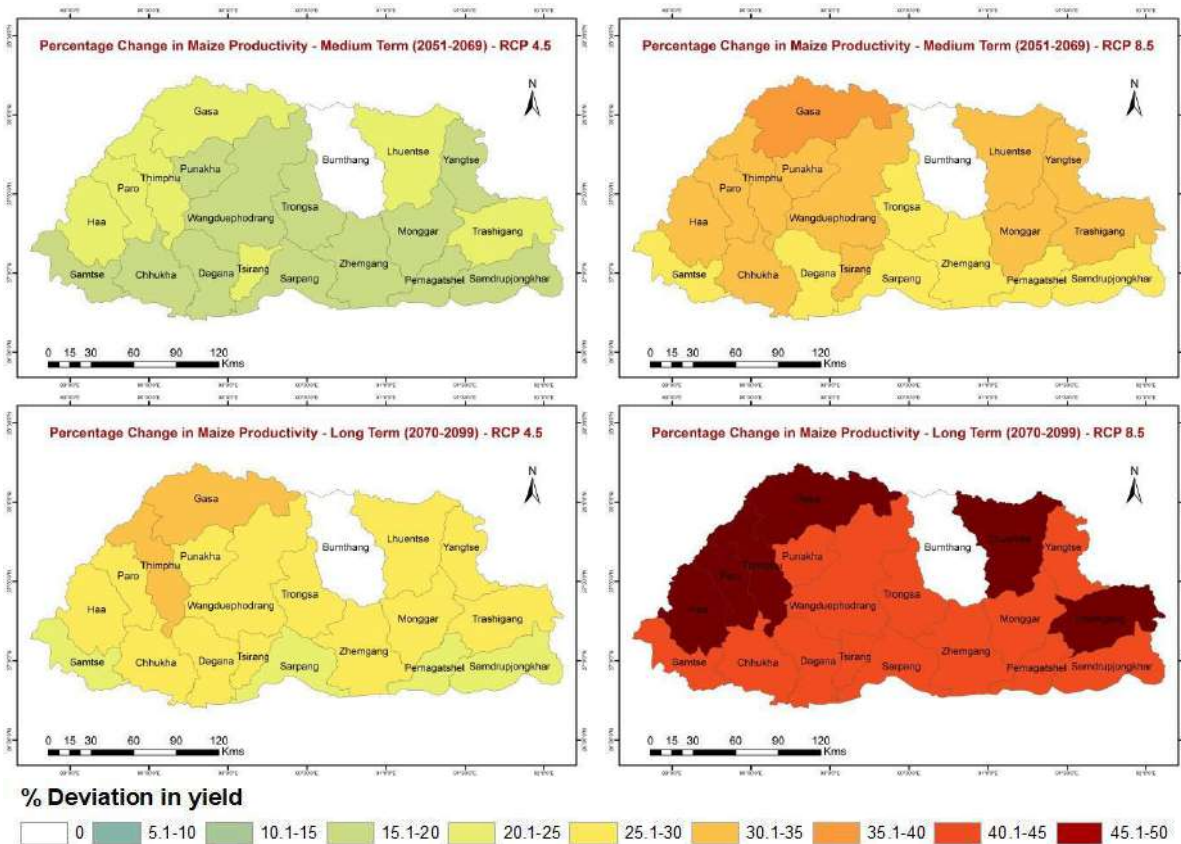 Percentage Change in Maize Productivity - Medium Term (2051-2069) - RCP 4.5
N
Gasa
Bumthang
Lhuentse
Punakha
Yangtse
Paro
Thimphu
Haa
Wangduephodrang
Trongsa
Monggar
Trashigang
Samtse
Chhukha
Dagana
Tsirang
Sarpang
Zhemgang
Pemagatshel
Samdrupjongkhar
0 15 30 60 90 120
Kms
Percentage Change in Maize Productivity - Medium Term (2051-2069) - RCP 8.5
N
Gasa
Bumthang
Lhuentse
Punakha
Yangtse
Paro
Thimphu
Haa
Wangduephodrang
Trongsa
Monggar
Trashigang
Samtse
Chhukha
Dagana
Tsirang
Sarpang
Zhemgang
Pemagatshel
Samdrupjongkhar
0 15 30 60 90 120
Kms
Percentage Change in Maize Productivity - Long Term (2070-2099) - RCP 4.5
N
Gasa
Bumthang
Lhuentse
Punakha
Yangtse
Paro
Thimphu
Haa
Wangduephodrang
Trongsa
Monggar
Trashigang
Samtse
Chhukha
Dagana
Tsirang
Sarpang
Zhemgang
Pemagatshel
Samdrupjongkhar
0 15 30 60 90 120
Kms
Percentage Change in Maize Productivity - Long Term (2070-2099) - RCP 8.5
N
Gasa
Bumthang
Lhuentse
Punakha
Yangtse
Paro
Haa
Wangduephodrang
Trongsa
Monggar
Samtse
Chhukha
Dagana
Tsirang
Sarpang
Zhemgang
Pemagatshel
Samdrupjongkhar
0 15 30 60 90 120
Kms
% Deviation in yield
0 5.1-10 10.1-15 15.1-20 20.1-25 25.1-30 30.1-35 35.1-40 40.1-45 45.1-50